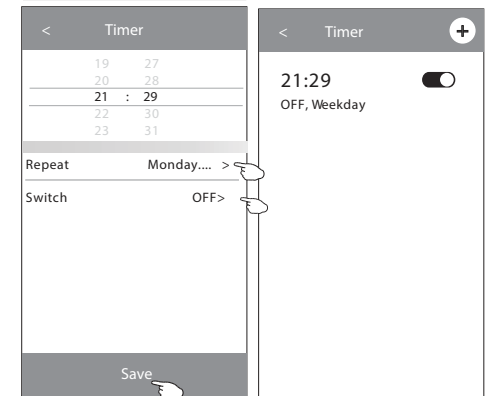 < Timer
19 27
20 28
21 : 29
22 30
23 31
Repeat Monday.... >
Switch OFF>
Save
< Timer +
21:29
OFF, Weekday